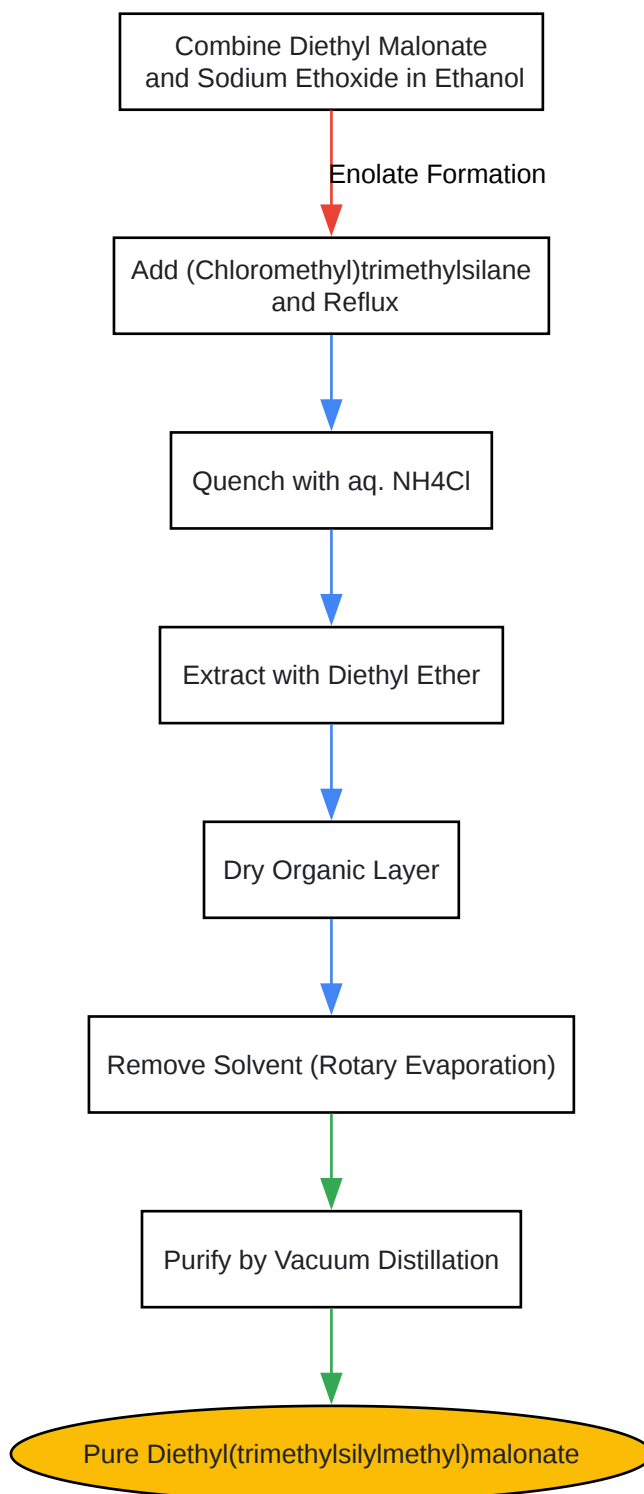 Combine Diethyl Malonate
and Sodium Ethoxide in Ethanol
Enolate Formation
Add (Chloromethyl)trimethylsilane
and Reflux
Quench with aq. NH4Cl
Extract with Diethyl Ether
Dry Organic Layer
Remove Solvent (Rotary Evaporation)
Purify by Vacuum Distillation
Pure Diethyl(trimethylsilylmethyl)malonate